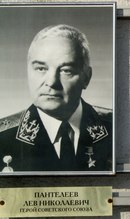 ПАНТЕЛЕЕВ
ЛЕВ НИКОЛАЕВИЧ
ГЕРОЙ СОВЕТСКОГО СОЮЗА